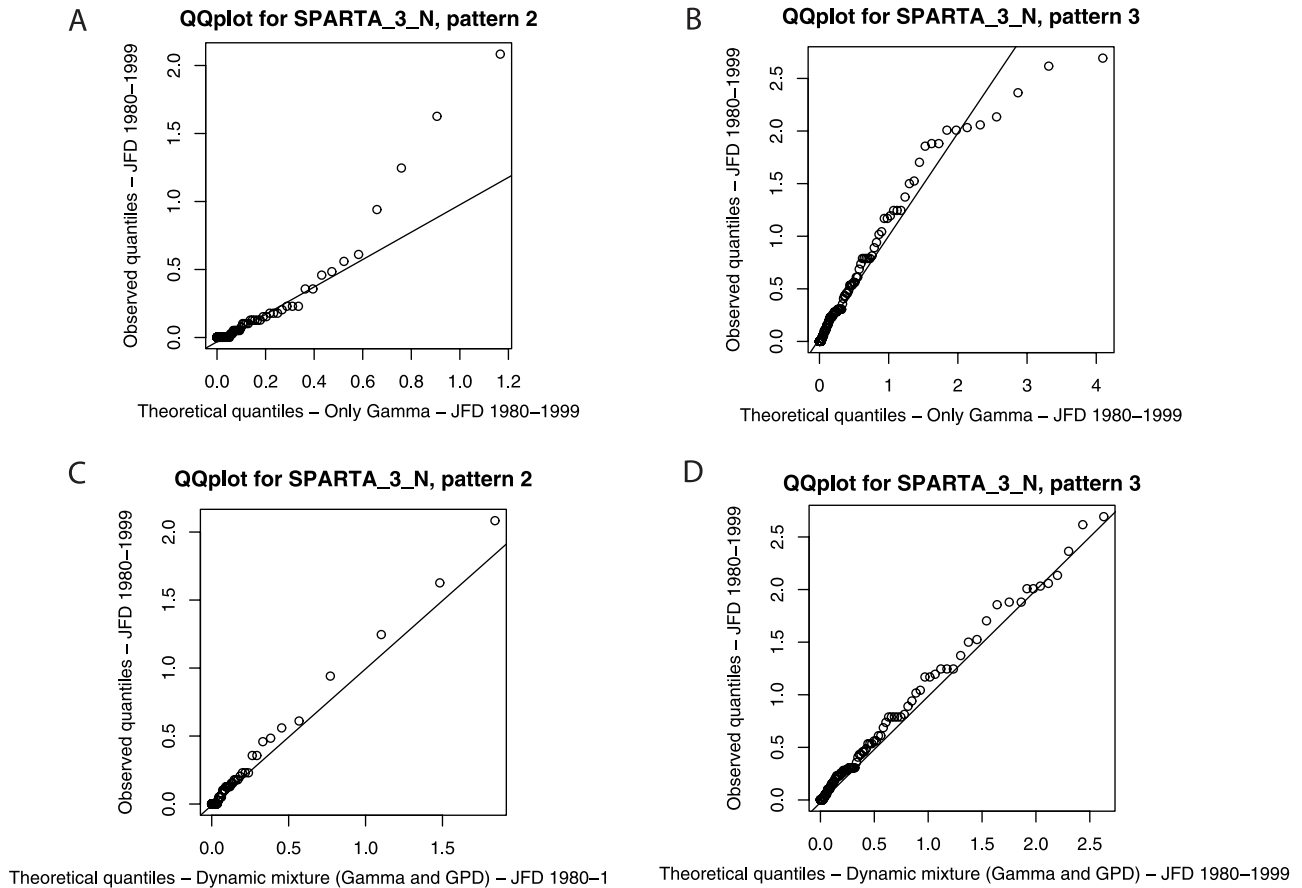 A
QQplot for SPARTA_3_N, pattern 2
Observed quantiles – JFD 1980–1999
2.0
1.5
1.0
0.5
0.0
0.0 0.2 0.4 0.6 0.8 1.0 1.2
Theoretical quantiles – Only Gamma – JFD 1980–1999
B
QQplot for SPARTA_3_N, pattern 3
Observed quantiles – JFD 1980–1999
2.5
2.0
1.5
1.0
0.5
0.0
0 1 2 3 4
Theoretical quantiles – Only Gamma – JFD 1980–1999
C
QQplot for SPARTA_3_N, pattern 2
Observed quantiles – JFD 1980–1999
2.0
1.5
1.0
0.5
0.0
0.0 0.5 1.0 1.5
Theoretical quantiles – Dynamic mixture (Gamma and GPD) – JFD 1980–1
D
QQplot for SPARTA_3_N, pattern 3
Observed quantiles – JFD 1980–1999
2.5
2.0
1.5
1.0
0.5
0.0
0.0 0.5 1.0 1.5 2.0 2.5
Theoretical quantiles – Dynamic mixture (Gamma and GPD) – JFD 1980–1999